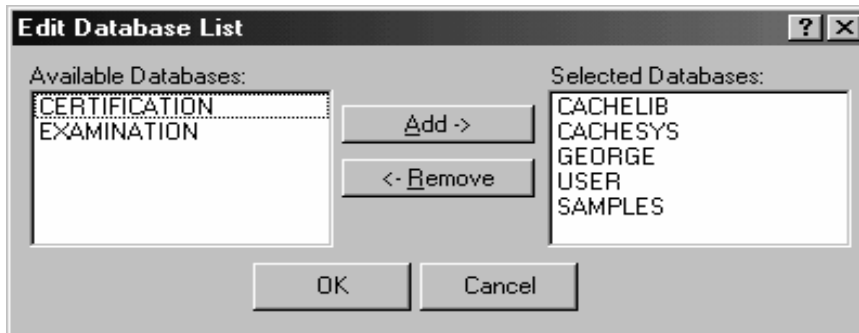 Edit Database List
? ×
Available Databases:
CERTIFICATION
EXAMINATION
Add ->
<- Remove
Selected Databases:
CACHELIB
CACHESYS
GEORGE
USER
SAMPLES
OK
Cancel